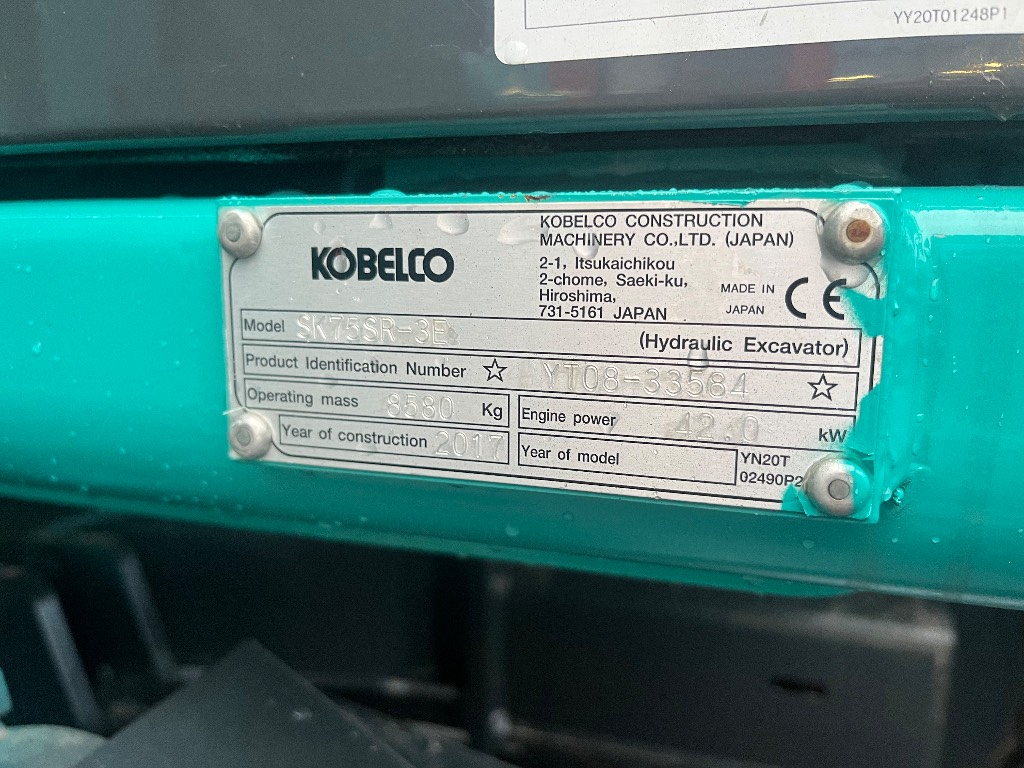 YY20T01248P1
KOBELCO
KOBELCO CONSTRUCTION
MACHINERY CO.,LTD. (JAPAN)
2-1, Itsukaichikou
2-chome, Saeki-ku,
Hiroshima,
731-5161 JAPAN
MADE IN
JAPAN
CE
Model SK75SR-3E (Hydraulic Excavator)
Product Identification Number ☆ YT08-33584 ☆
Operating mass 8580 Kg
Engine power 42.0 kW
Year of construction 2017
Year of model
YN20T
02490P2